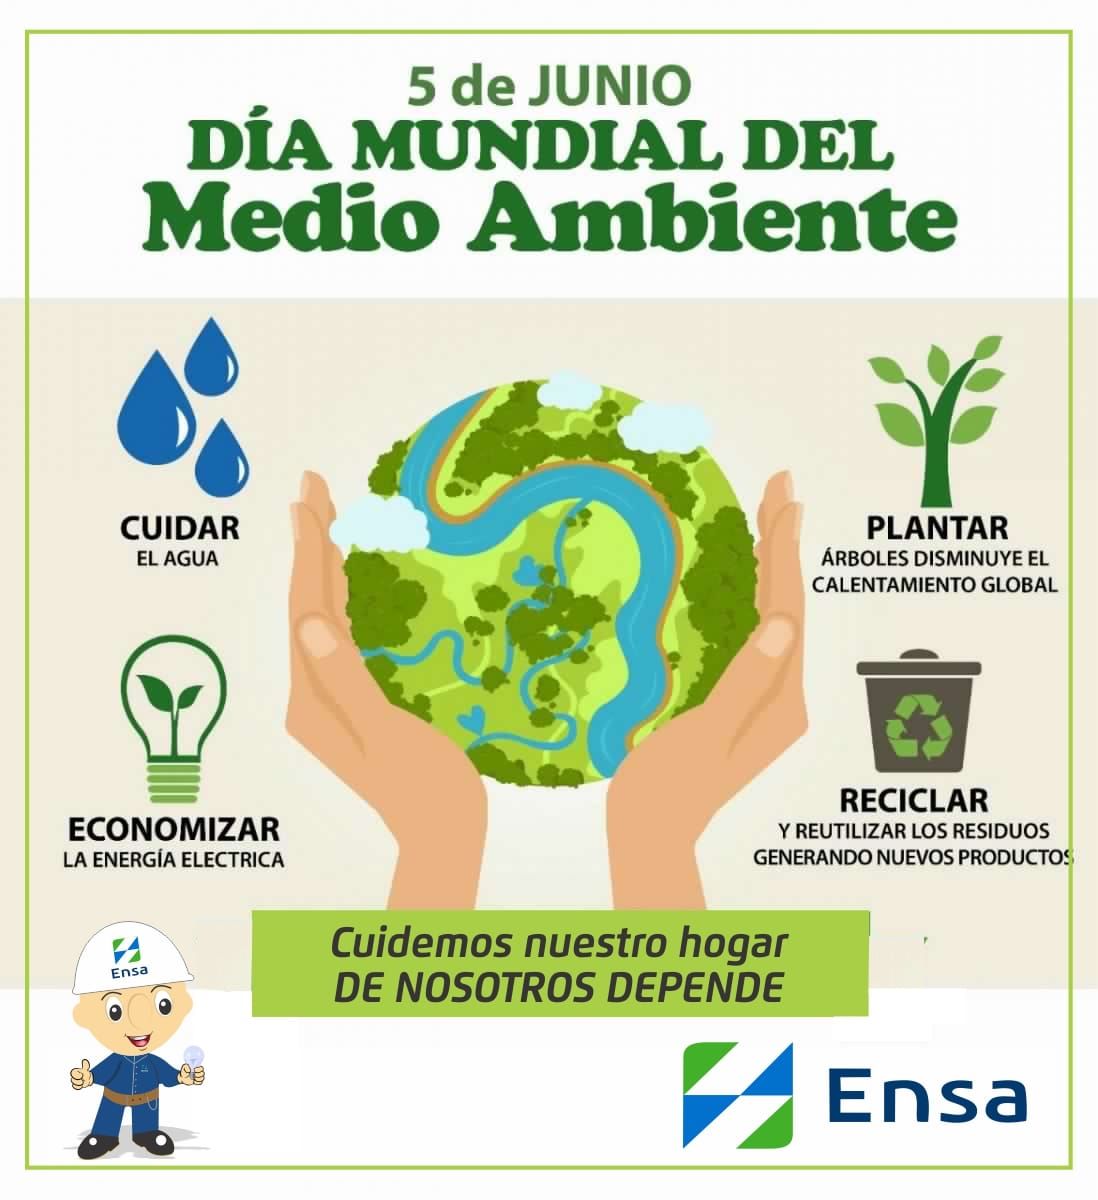 5 de JUNIO
DÍA MUNDIAL DEL
Medio Ambiente
CUIDAR
EL AGUA
PLANTAR
ÁRBOLES DISMINUYE EL
CALENTAMIENTO GLOBAL
ECONOMIZAR
LA ENERGÍA ELECTRICA
RECICLAR
Y REUTILIZAR LOS RESIDUOS
GENERANDO NUEVOS PRODUCTOS
Cuidemos nuestro hogar
DE NOSOTROS DEPENDE
Ensa
Ensa